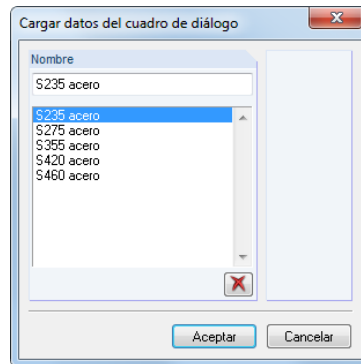 Cargar datos del cuadro de diálogo
Nombre
S235 acero
S235 acero
S275 acero
S355 acero
S420 acero
S460 acero
Aceptar
Cancelar